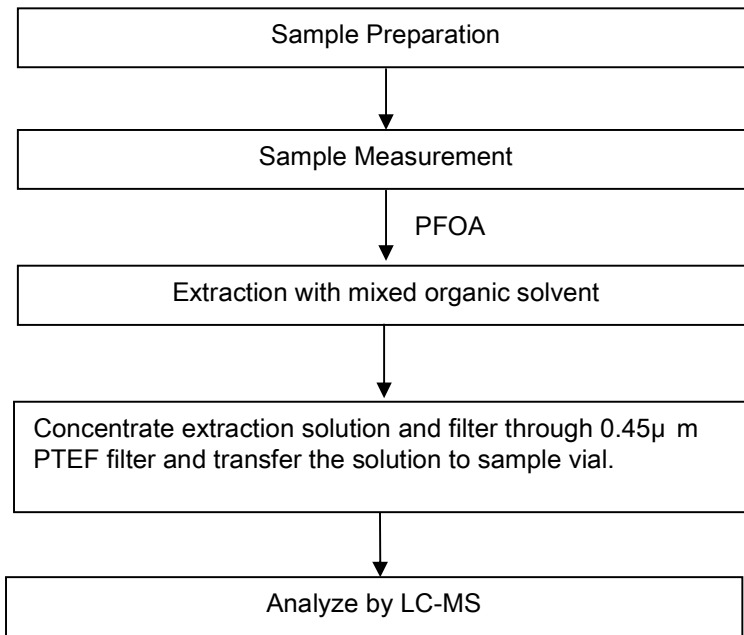 Sample Preparation
Sample Measurement
PFOA
Extraction with mixed organic solvent
Concentrate extraction solution and filter through 0.45µ m
PTEF filter and transfer the solution to sample vial.
Analyze by LC-MS